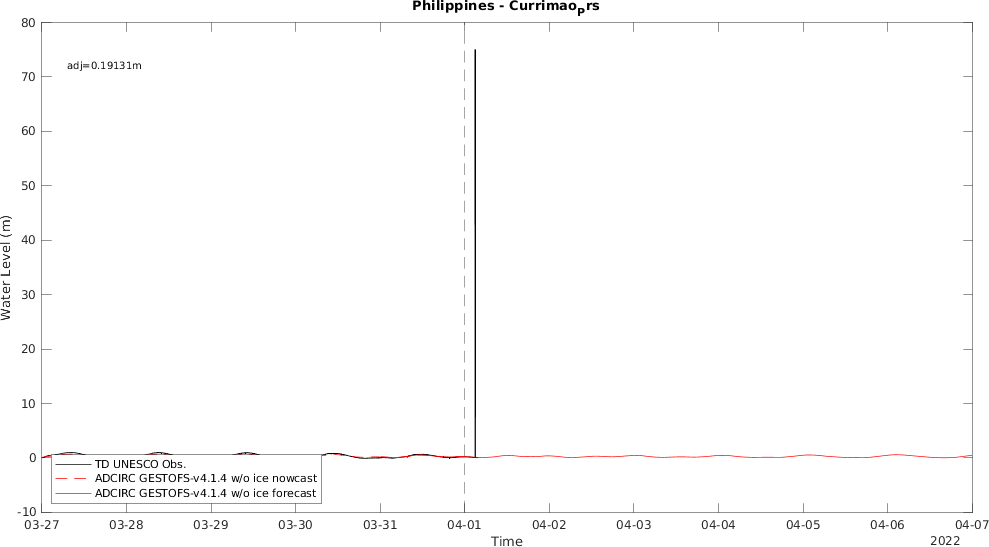 Philippines - Currimaoprs
80
70
60
50
40
30
20
10
0
-10
Water Level (m)
adj=0.19131m
TD UNESCO Obs.
ADCIRC GESTOFS-v4.1.4 w/o ice nowcast
ADCIRC GESTOFS-v4.1.4 w/o ice forecast
03-27 03-28 03-29 03-30 03-31 04-01 04-02 04-03 04-04 04-05 04-06 04-07
Time
2022